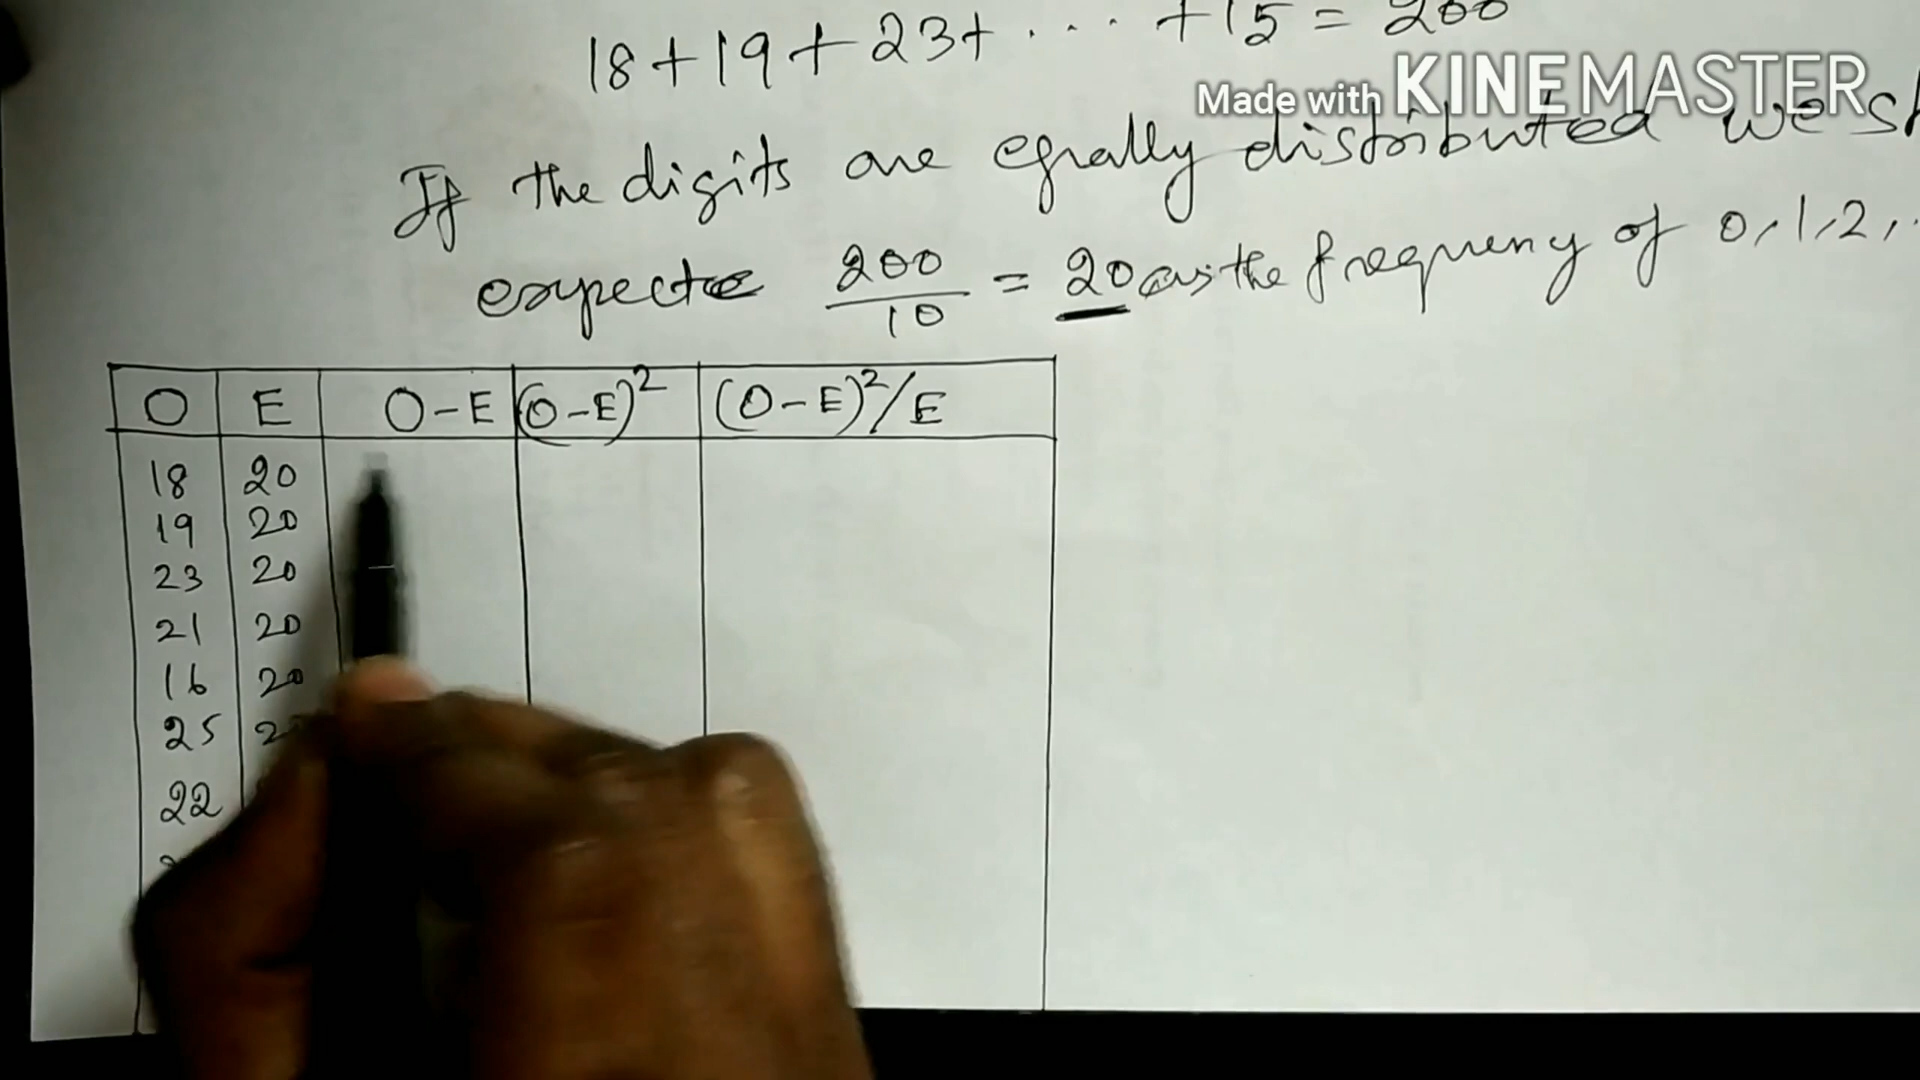 18+19+23+ . . . +15 = 200
Made with KINEMASTER
If the digits are equally distributed we
expecte 200/10 = 20 as the frequency of 0, 1, 2, .
O E O-E (O-E)² (O-E)²/E
18 20
19 20
23 20
21 20
16 20
25
22